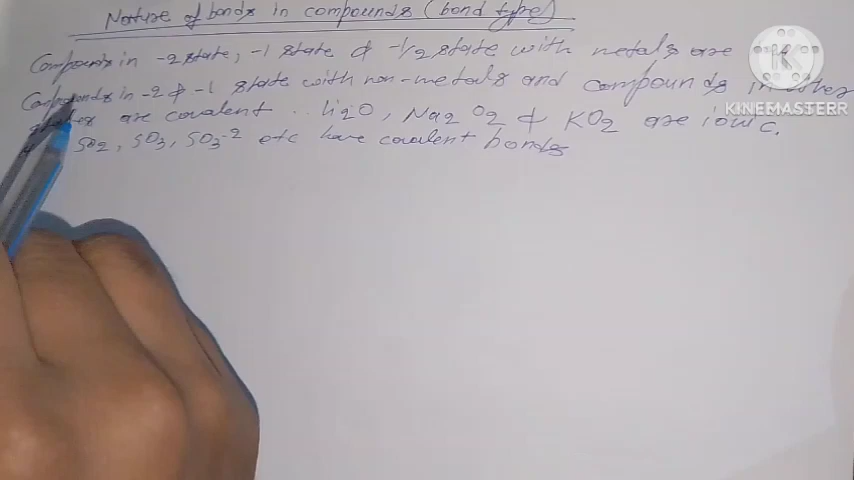 Nature of bonds in compounds (bond type)
Compounds in -2 state, -1 state & -1/2 state with metals are
Compounds in -2 & -1 state with non-metals and compounds in other
states are covalent .. Li2O, Na2O2 & KO2 are ionic.
SO2, SO3, SO3-2 etc have covalent bonds
KINEMASTER